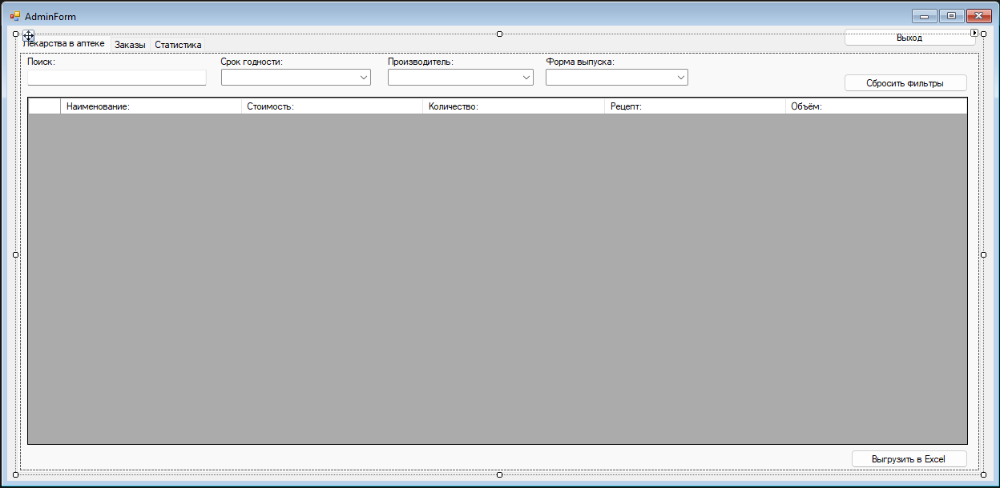 AdminForm
Лекарства в аптеке Заказы Статистика Выход
Поиск: Срок годности: Производитель: Форма выпуска:
Сбросить фильтры
Наименование: Стоимость: Количество: Рецепт: Объём:
Выгрузить в Excel